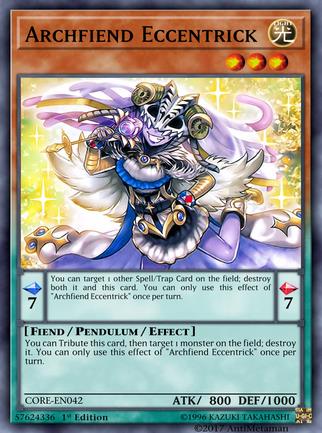 Archfiend Eccentrick
LIGHT
光
You can target 1 other Spell/Trap Card on the field; destroy
both it and this card. You can only use this effect of
"Archfiend Eccentrick" once per turn.
7
7
[Fiend / Pendulum / Effect]
You can Tribute this card, then target 1 monster on the field; destroy
it. You can only use this effect of "Archfiend Eccentrick" once per
turn.
CORE-EN042
ATK/ 800 DEF/1000
57624336 1st Edition
©1996 KAZUKI TAKAHASHI
©2017 AntiMetaman